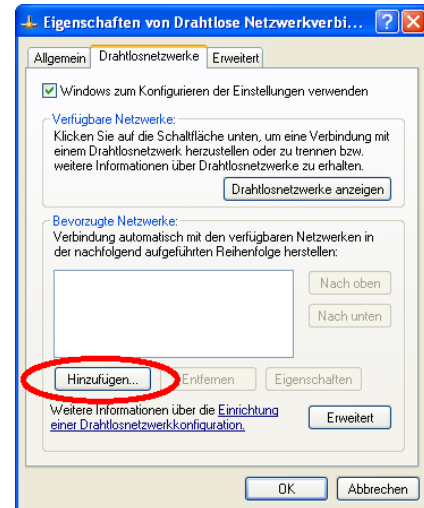 Eigenschaften von Drahtlose Netzwerkverbi...
Allgemein Drahtlosnetzwerke Erweitert
Windows zum Konfigurieren der Einstellungen verwenden
Verfügbare Netzwerke:
Klicken Sie auf die Schaltfläche unten, um eine Verbindung mit
einem Drahtlosnetzwerk herzustellen oder zu trennen bzw.
weitere Informationen über Drahtlosnetzwerke zu erhalten.
Drahtlosnetzwerke anzeigen
Bevorzugte Netzwerke:
Verbindung automatisch mit den verfügbaren Netzwerken in
der nachfolgend aufgeführten Reihenfolge herstellen:
Nach oben
Nach unten
Hinzufügen... Entfernen Eigenschaften
Weitere Informationen über die Einrichtung
einer Drahtlosnetzwerkkonfiguration.
Erweitert
OK Abbrechen